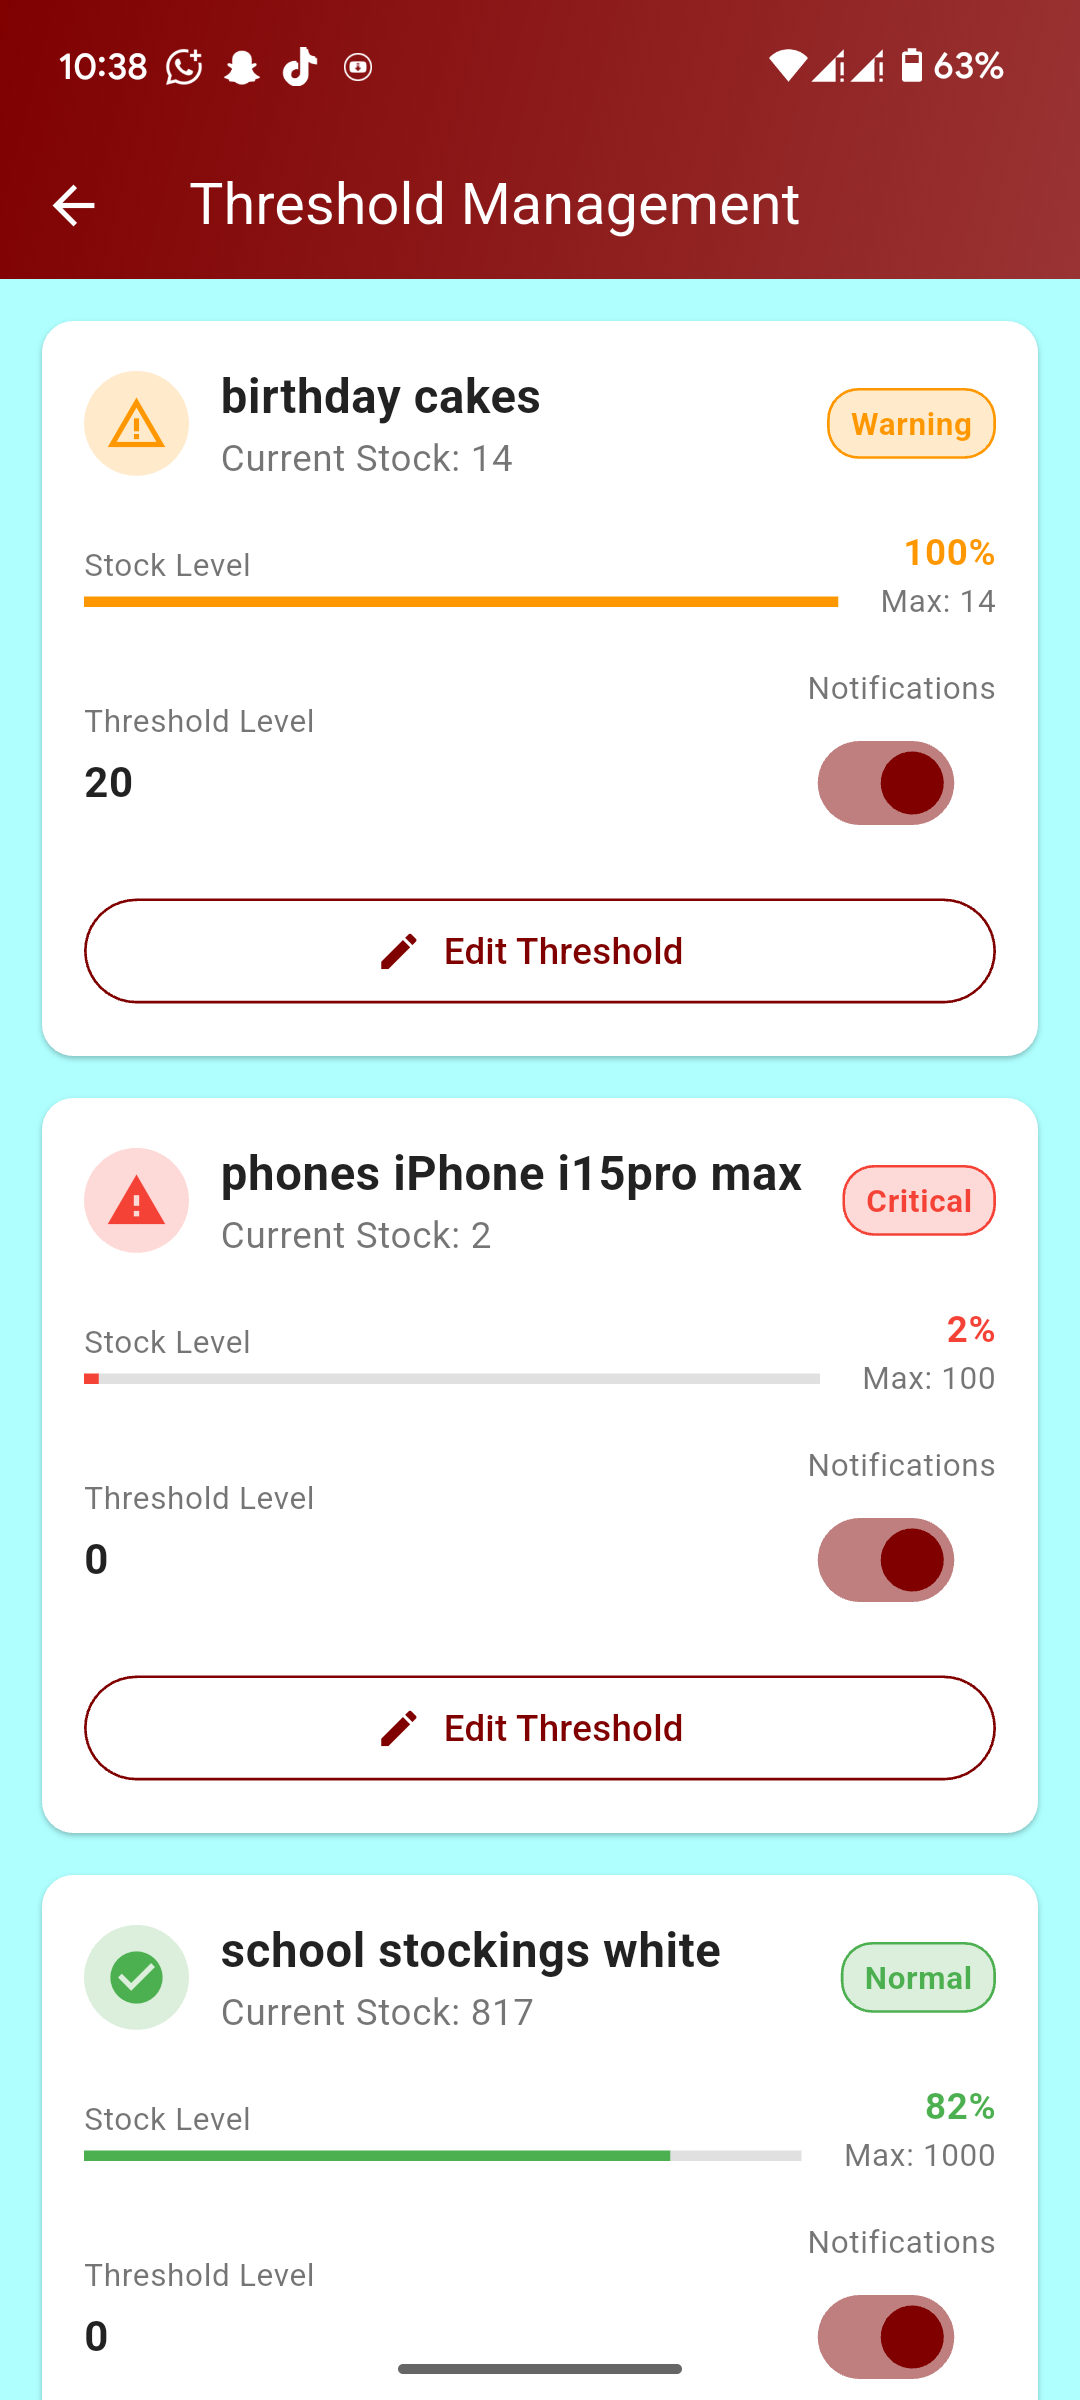 10:38
63%
Threshold Management
birthday cakes
Current Stock: 14
Warning
Stock Level
100%
Max: 14
Notifications
Threshold Level
20
Edit Threshold
phones iPhone i15pro max
Current Stock: 2
Critical
Stock Level
2%
Max: 100
Notifications
Threshold Level
0
Edit Threshold
school stockings white
Current Stock: 817
Normal
Stock Level
82%
Max: 1000
Notifications
Threshold Level
0